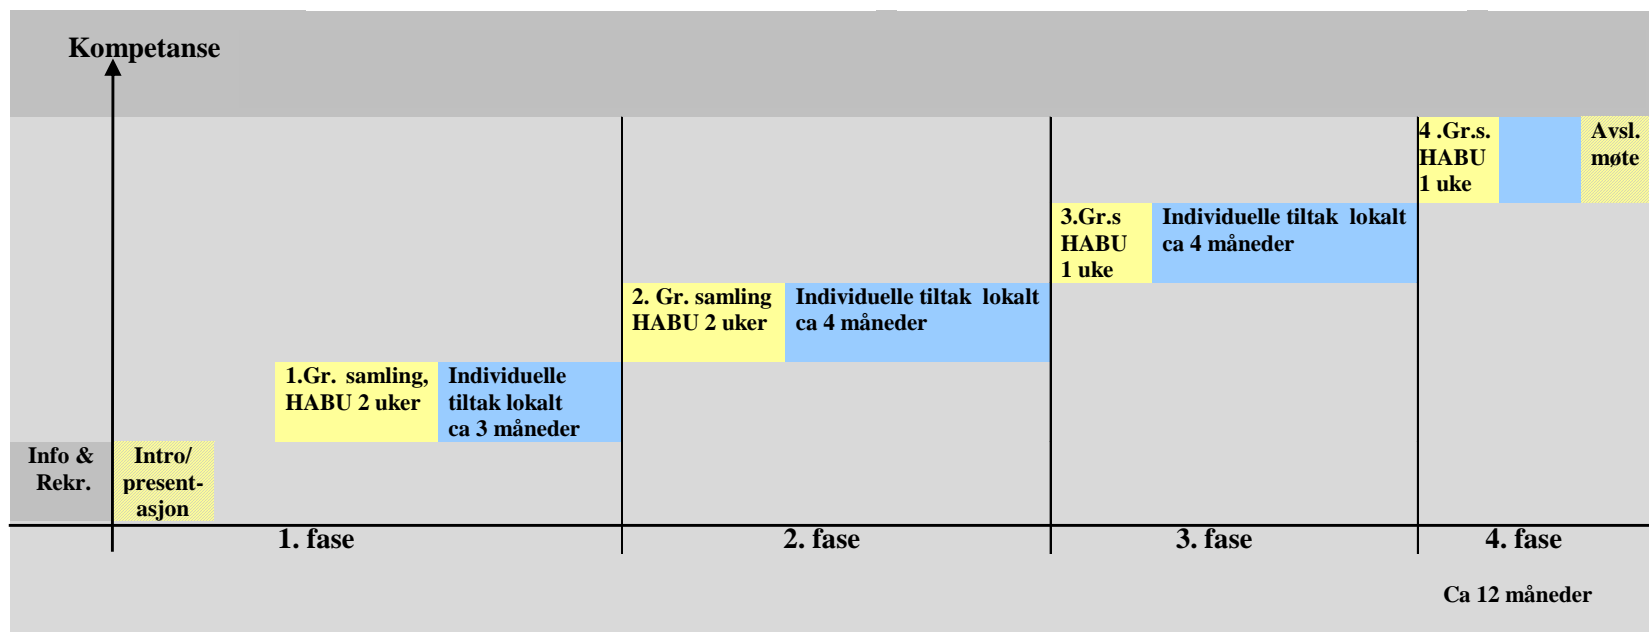 Kompetanse
4 .Gr.s.
HABU
1 uke
Avsl.
møte
3.Gr.s
HABU
1 uke
Individuelle tiltak lokalt
ca 4 måneder
2. Gr. samling
HABU 2 uker
Individuelle tiltak lokalt
ca 4 måneder
1.Gr. samling,
HABU 2 uker
Individuelle
tiltak lokalt
ca 3 måneder
Info &
Rekr.
Intro/
present-
asjon
1. fase
2. fase
3. fase
4. fase
Ca 12 måneder